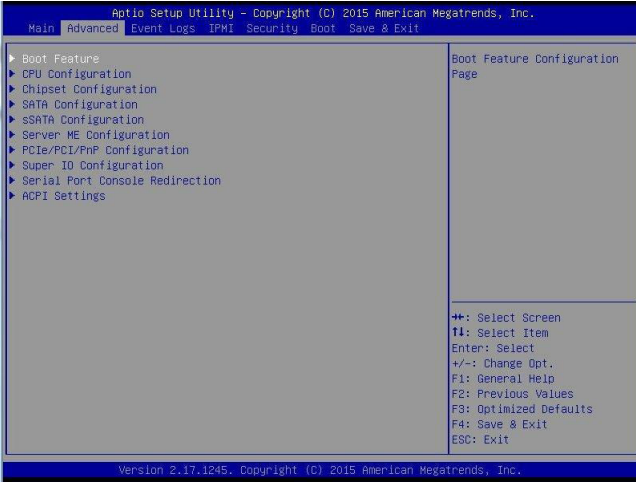 Aptio Setup Utility – Copyright (C) 2015 American Megatrends, Inc.
Main Advanced Event Logs IPMI Security Boot Save & Exit
▶ Boot Feature
▶ CPU Configuration
▶ Chipset Configuration
▶ SATA Configuration
▶ sSATA Configuration
▶ Server ME Configuration
▶ PCIe/PCI/PnP Configuration
▶ Super IO Configuration
▶ Serial Port Console Redirection
▶ ACPI Settings
Boot Feature Configuration
Page
→←: Select Screen
↑↓: Select Item
Enter: Select
+/-: Change Opt.
F1: General Help
F2: Previous Values
F3: Optimized Defaults
F4: Save & Exit
ESC: Exit
Version 2.17.1245. Copyright (C) 2015 American Megatrends, Inc.